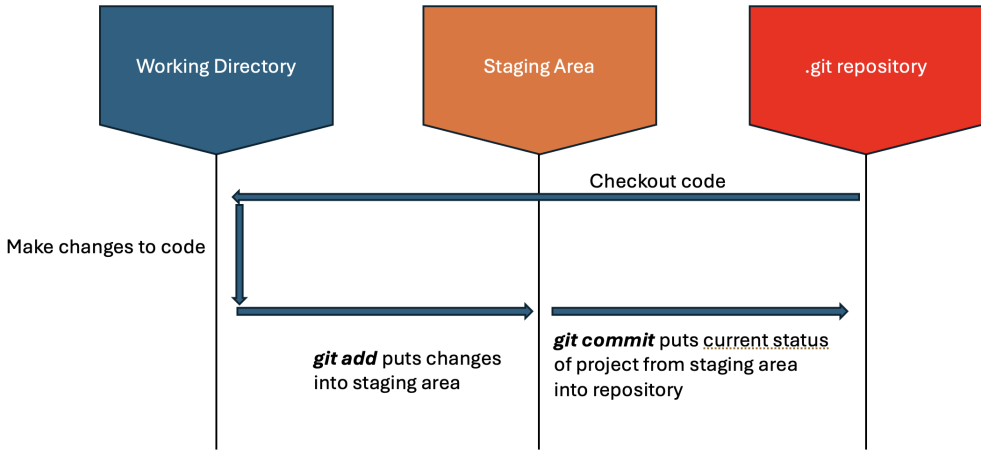 Working Directory
Staging Area
.git repository
Checkout code
Make changes to code
git add puts changes
into staging area
git commit puts current status
of project from staging area
into repository